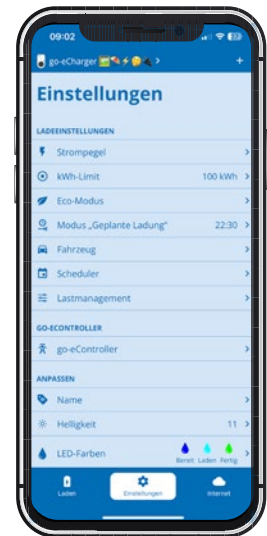 09:02
go-eCharger
Einstellungen
LADEEINSTELLUNGEN
Strompegel
kWh-Limit 100 kWh
Eco-Modus
Modus „Geplante Ladung" 22:30
Fahrzeug
Scheduler
Lastmanagement
GO-ECONTROLLER
go-eController
ANPASSEN
Name
Helligkeit 11
LED-Farben Bereit Laden Fertig
Laden Einstellungen Internet